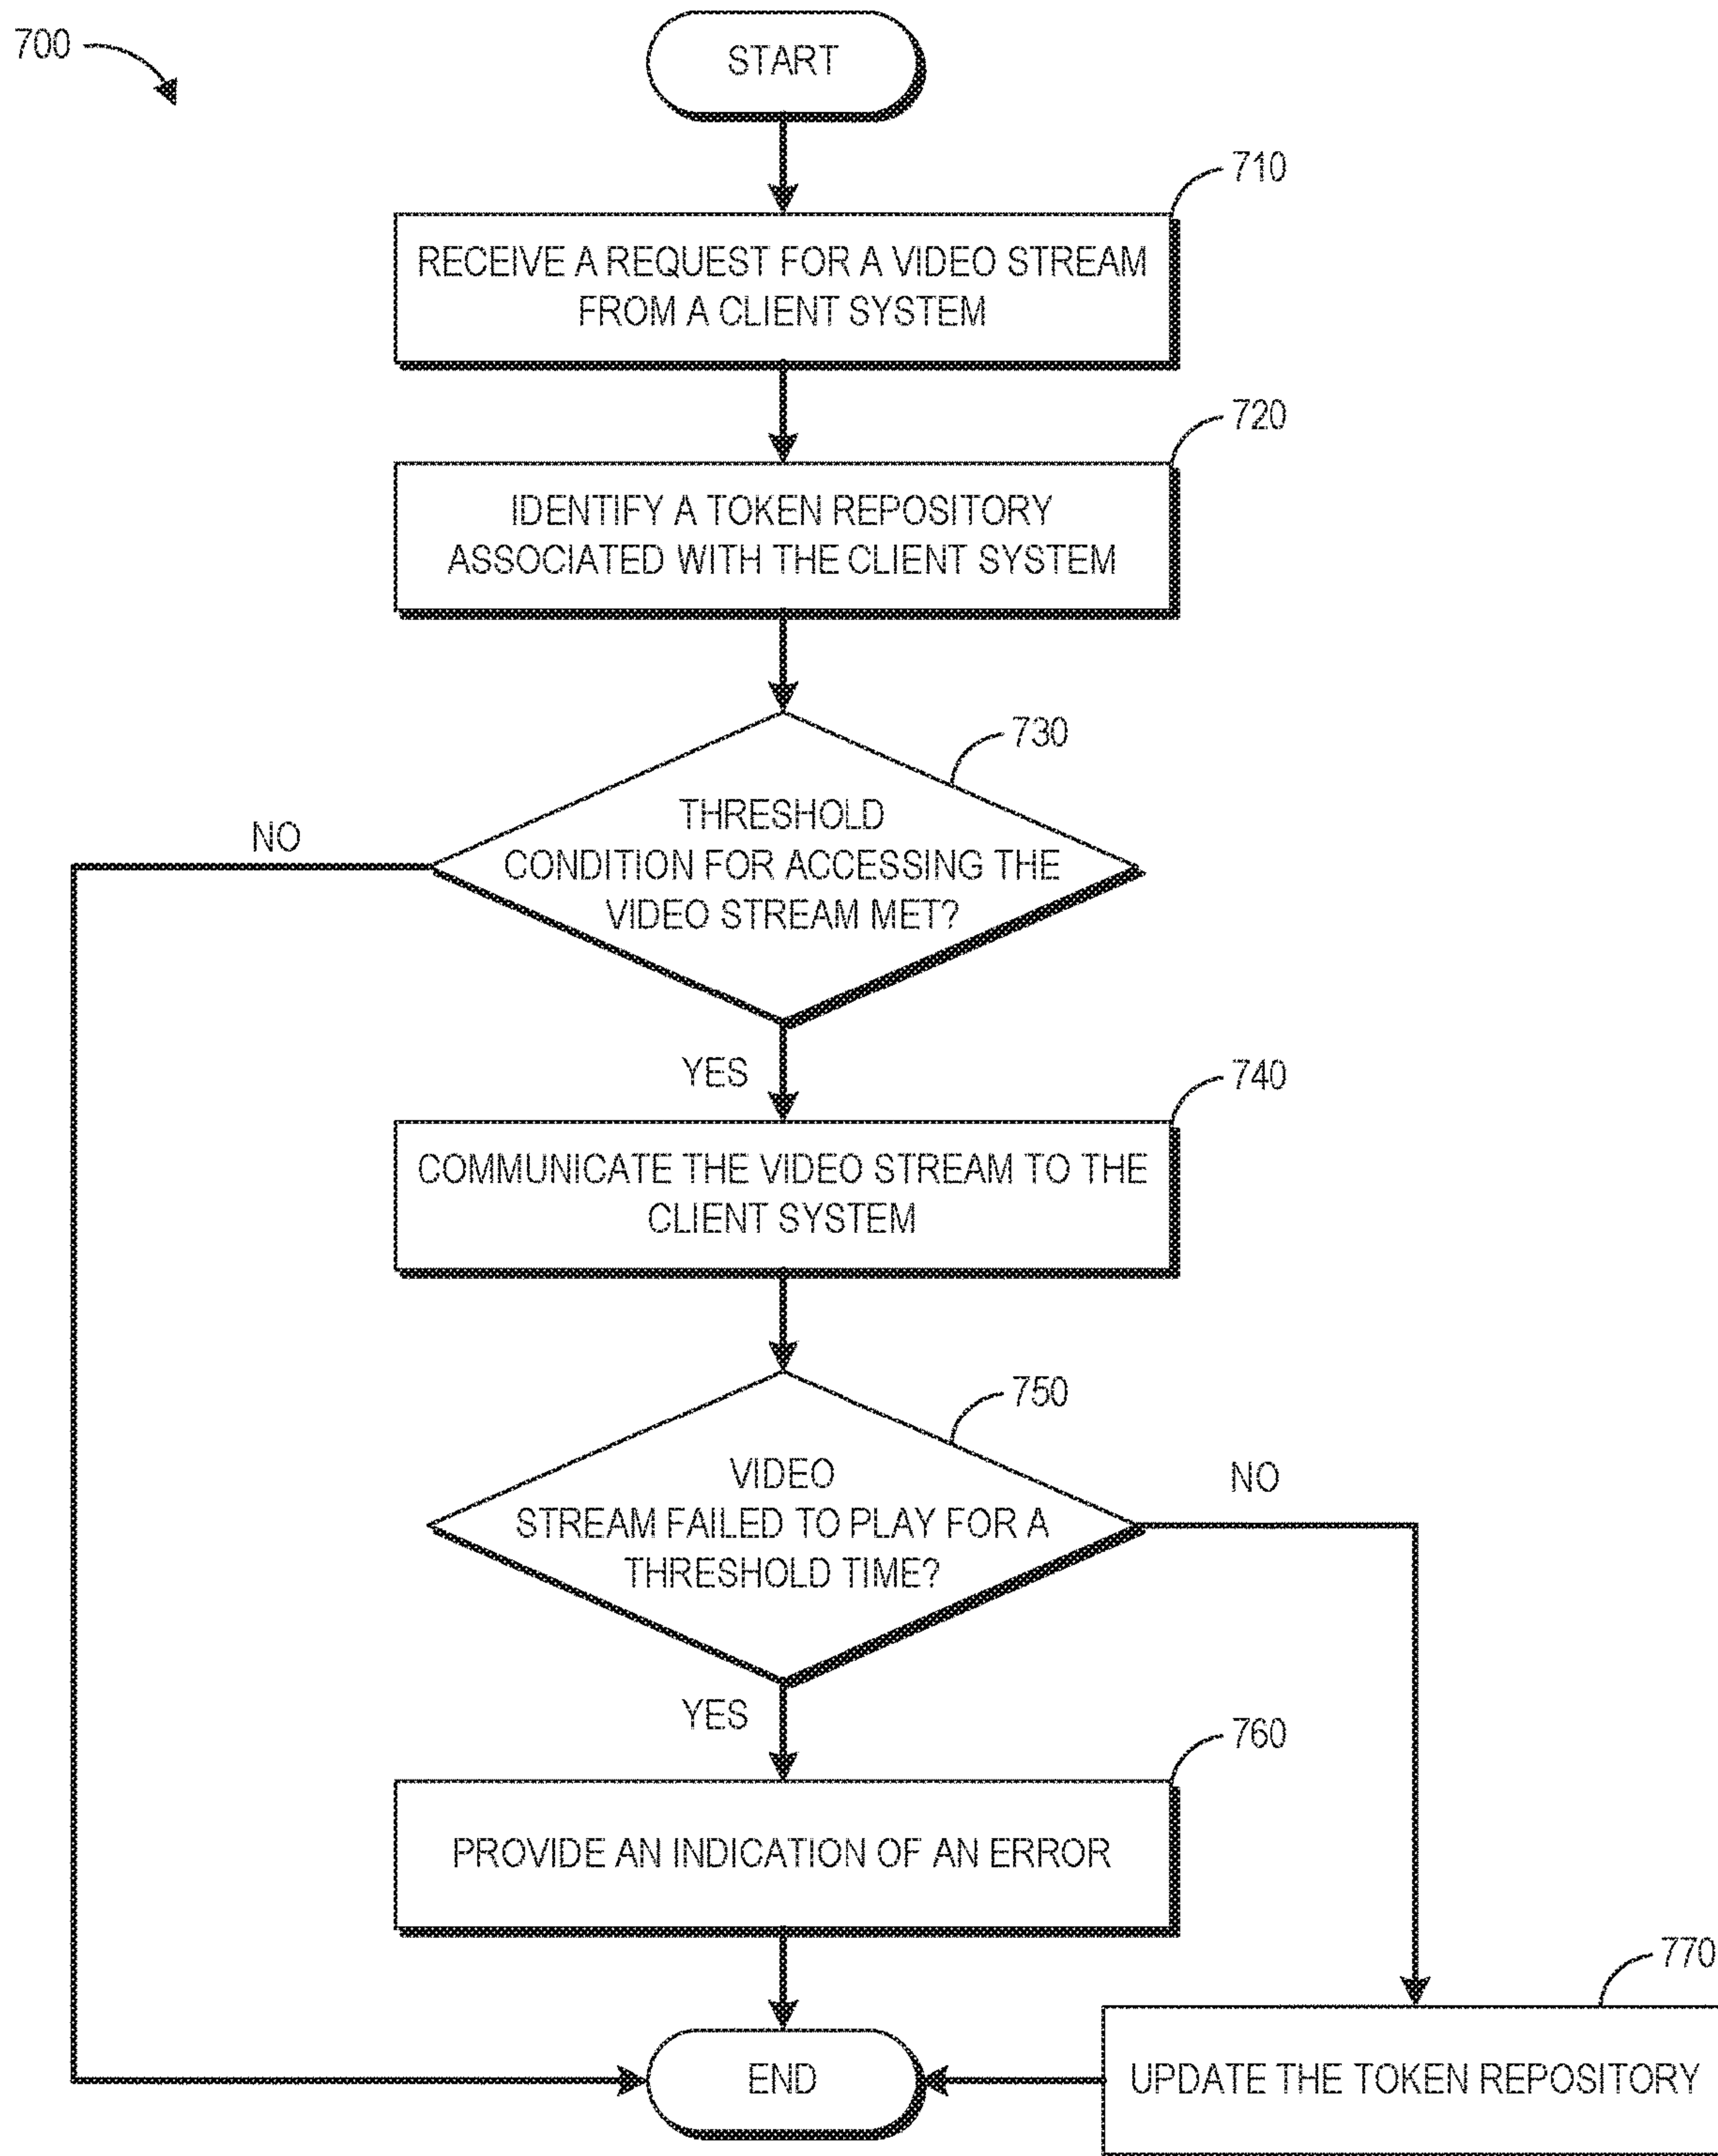 700
START
710
RECEIVE A REQUEST FOR A VIDEO STREAM
FROM A CLIENT SYSTEM
720
IDENTIFY A TOKEN REPOSITORY
ASSOCIATED WITH THE CLIENT SYSTEM
730
THRESHOLD
CONDITION FOR ACCESSING THE
VIDEO STREAM MET?
NO
YES
740
COMMUNICATE THE VIDEO STREAM TO THE
CLIENT SYSTEM
750
VIDEO
STREAM FAILED TO PLAY FOR A
THRESHOLD TIME?
NO
YES
760
PROVIDE AN INDICATION OF AN ERROR
770
UPDATE THE TOKEN REPOSITORY
END